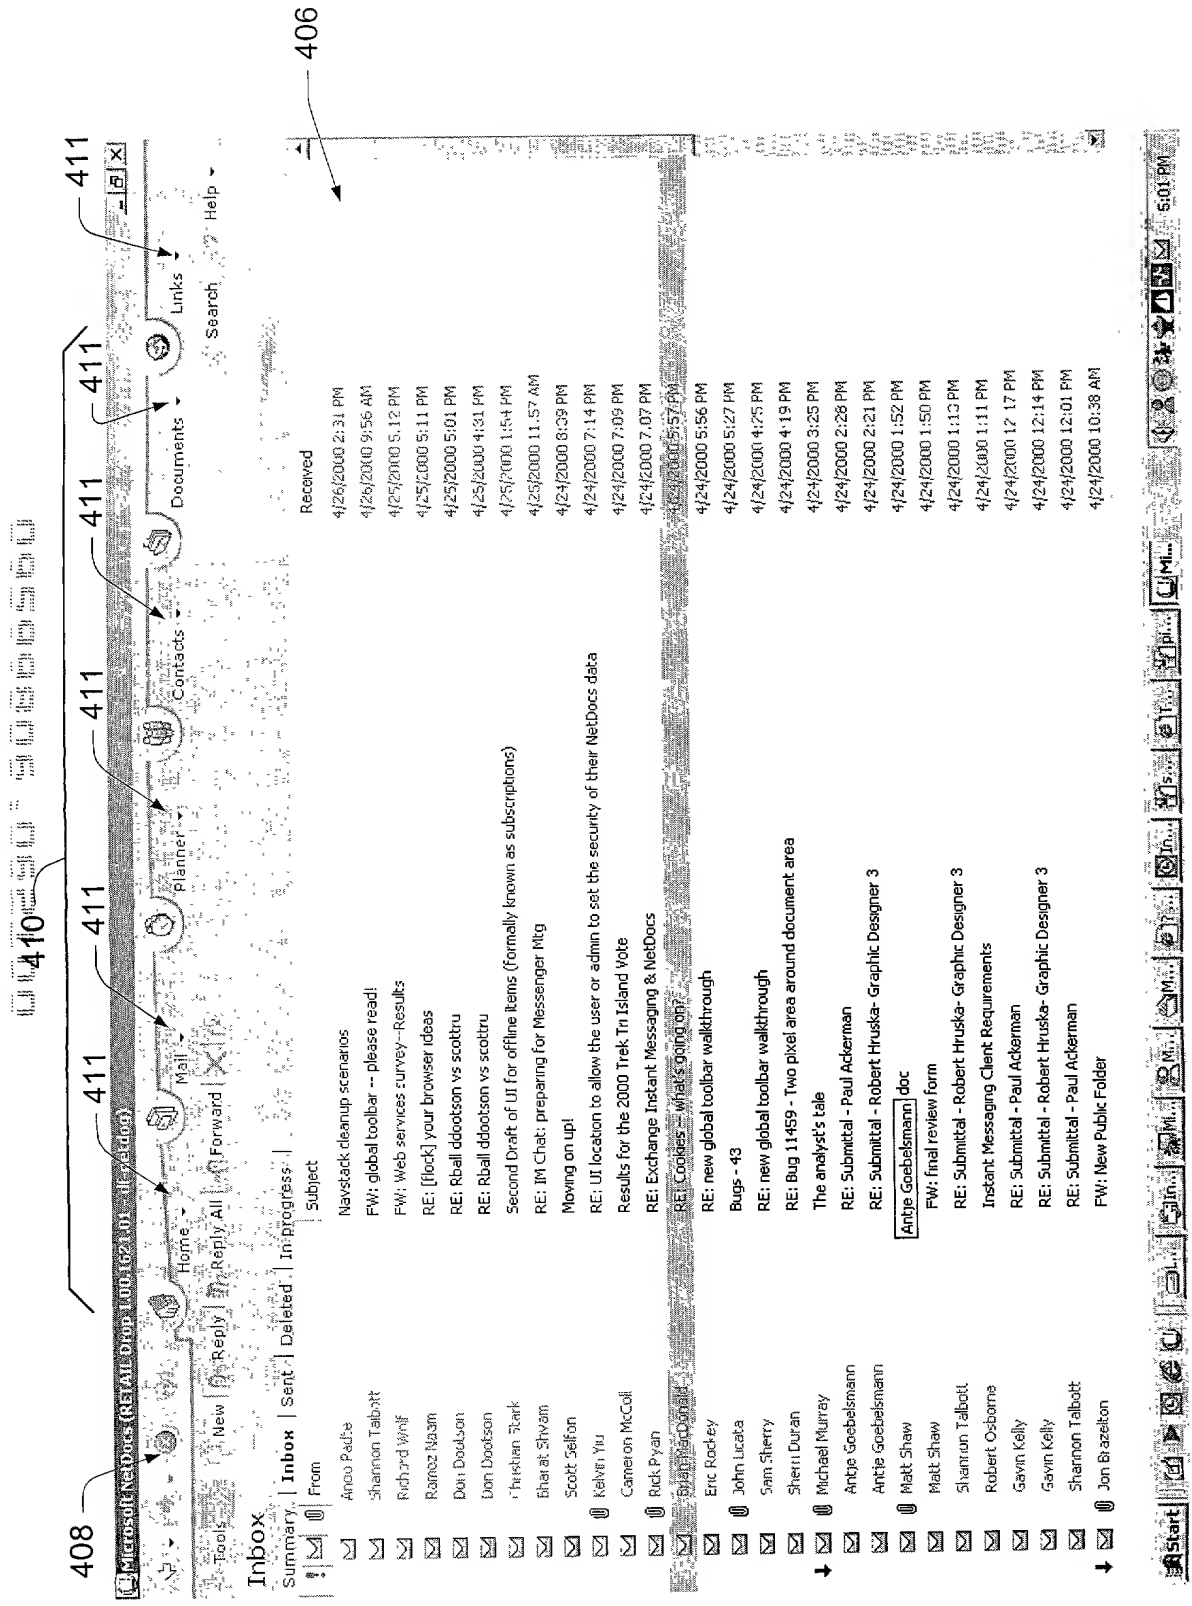 406
410
408
411
411
411
411
411
411
Microsoft NetDocs (RETAIL Drop 1.00.1621.01
Home Mail Planner Contacts Documents Links
Tools New Reply Reply All Forward Search Help
Inbox
Summary | Inbox | Sent | Deleted | In progress
! From Subject Received
Navstack cleanup scenarios 4/26/2000 2:31 PM
Shannon Talbott FW: global toolbar -- please read! 4/26/2000 9:56 AM
Richard Wolf FW: Web services survey--Results 4/25/2000 5:12 PM
Ramez Naam RE: [flock] your browser ideas 4/25/2000 5:11 PM
Don Dootson RE: Rball ddootson vs scottru 4/25/2000 5:01 PM
Don Dootson RE: Rball ddootson vs scottru 4/25/2000 4:31 PM
Christian Stark Second Draft of UI for offline items (formally known as subscriptions) 4/25/2000 1:54 PM
Bharat Shyam RE: IM Chat: preparing for Messenger Mtg 4/25/2000 11:57 AM
Scott Seifon Moving on up! 4/24/2000 8:09 PM
Kelvin Yiu RE: UI location to allow the user or admin to set the security of their NetDocs data 4/24/2000 7:14 PM
Cameron McColl Results for the 2000 Trek Tri Island Vote 4/24/2000 7:09 PM
Rick Pyan RE: Exchange Instant Messaging & NetDocs 4/24/2000 7:07 PM
Brian MacDonald RE: Cookies -- what's going on? 4/24/2000 5:57 PM
Eric Rockey RE: new global toolbar walkthrough 4/24/2000 5:56 PM
John Lucata Bugs - 43 4/24/2000 5:27 PM
Sam Sherry RE: new global toolbar walkthrough 4/24/2000 4:25 PM
Sherri Duran RE: Bug 11459 - Two pixel area around document area 4/24/2000 4:19 PM
Michael Murray The analyst's tale 4/24/2000 3:25 PM
Antje Goebelsmann RE: Submittal - Paul Ackerman 4/24/2000 2:28 PM
Antje Goebelsmann RE: Submittal - Robert Hruska- Graphic Designer 3 4/24/2000 2:21 PM
Matt Shaw Antje Goebelsmann doc 4/24/2000 1:52 PM
Matt Shaw FW: final review form 4/24/2000 1:50 PM
Shannon Talbott RE: Submittal - Robert Hruska- Graphic Designer 3 4/24/2000 1:13 PM
Robert Osborne Instant Messaging Client Requirements 4/24/2000 1:11 PM
Gavin Kelly RE: Submittal - Paul Ackerman 4/24/2000 12:17 PM
Gavin Kelly RE: Submittal - Robert Hruska- Graphic Designer 3 4/24/2000 12:14 PM
Shannon Talbott RE: Submittal - Paul Ackerman 4/24/2000 12:01 PM
Jon Bazelton FW: New Public Folder 4/24/2000 10:38 AM
Start L... In... Mi... M... M... ?... In... s... T... pi... Mi... 5:01 PM